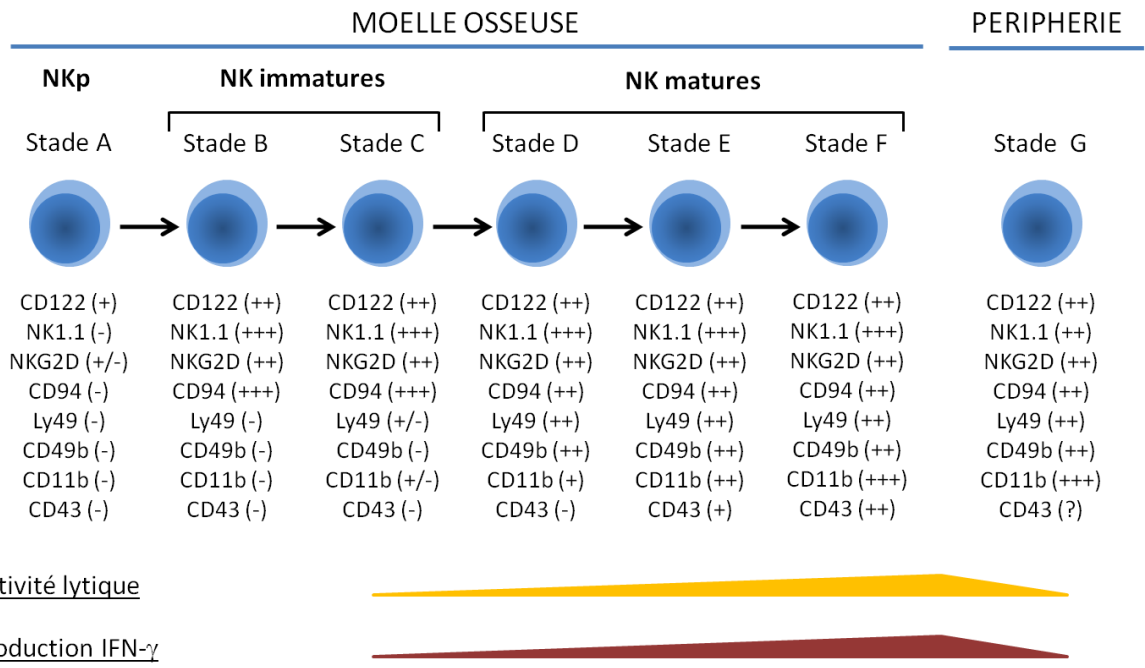 MOELLE OSSEUSE PERIPHERIE
NKp NK immatures NK matures
Stade A Stade B Stade C Stade D Stade E Stade F Stade G
CD122 (+) CD122 (++) CD122 (++) CD122 (++) CD122 (++) CD122 (++) CD122 (++)
NK1.1 (-) NK1.1 (+++) NK1.1 (+++) NK1.1 (+++) NK1.1 (+++) NK1.1 (+++) NK1.1 (++)
NKG2D (+/-) NKG2D (++) NKG2D (++) NKG2D (++) NKG2D (++) NKG2D (++) NKG2D (++)
CD94 (-) CD94 (+++) CD94 (+++) CD94 (++) CD94 (++) CD94 (++) CD94 (++)
Ly49 (-) Ly49 (-) Ly49 (+/-) Ly49 (++) Ly49 (++) Ly49 (++) Ly49 (++)
CD49b (-) CD49b (-) CD49b (-) CD49b (++) CD49b (++) CD49b (++) CD49b (++)
CD11b (-) CD11b (-) CD11b (+/-) CD11b (+) CD11b (++) CD11b (+++) CD11b (+++)
CD43 (-) CD43 (-) CD43 (-) CD43 (-) CD43 (+) CD43 (++) CD43 (?)
tivité lytique
oduction IFN-γ